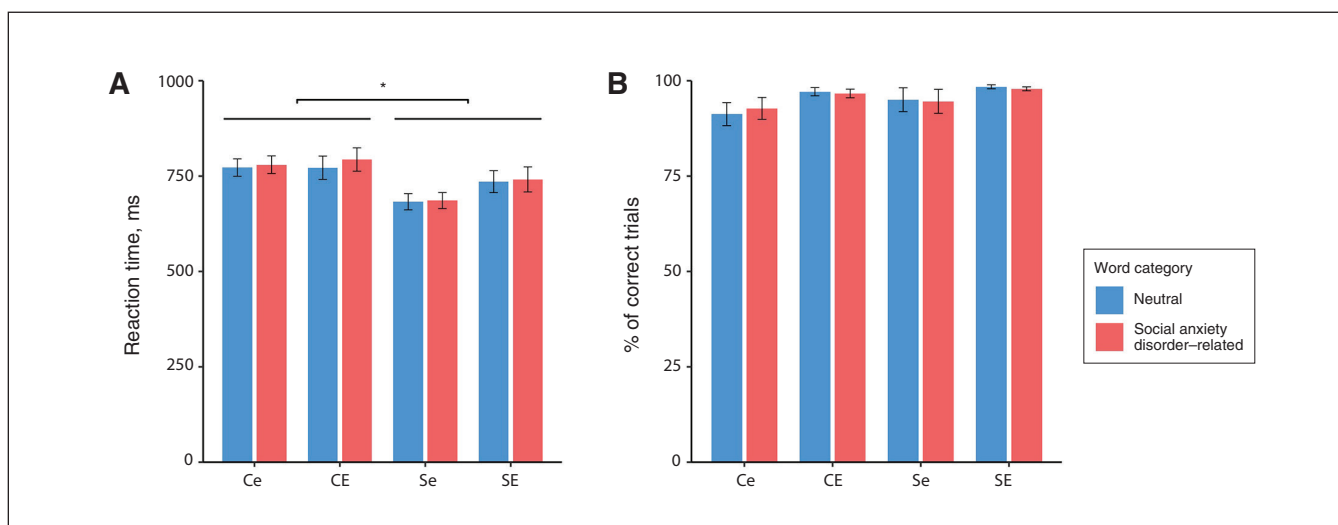 A
*
Reaction time, ms
1000
750
500
250
0
Ce CE Se SE
B
% of correct trials
100
75
50
25
0
Ce CE Se SE
Word category
Neutral
Social anxiety
disorder–related